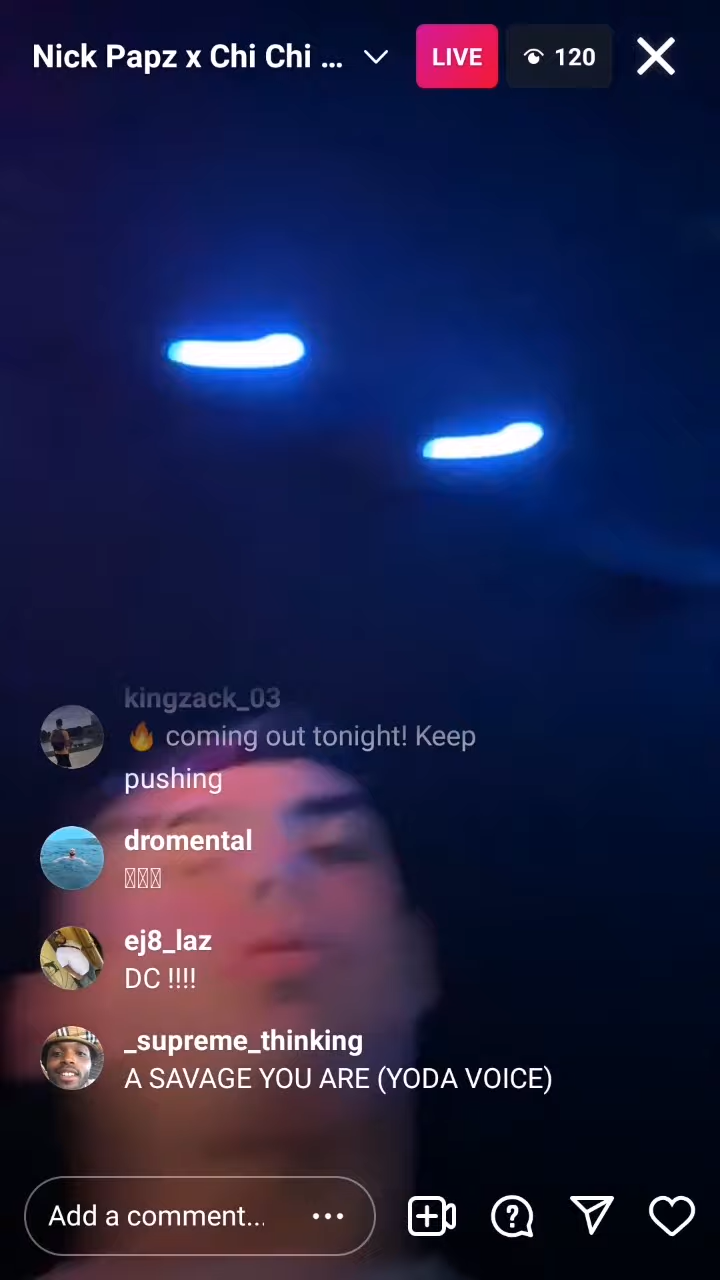 Nick Papz x Chi Chi ...
LIVE
120
kingzack_03
🔥 coming out tonight! Keep
pushing
dromental
ej8_laz
DC !!!!
_supreme_thinking
A SAVAGE YOU ARE (YODA VOICE)
Add a comment...